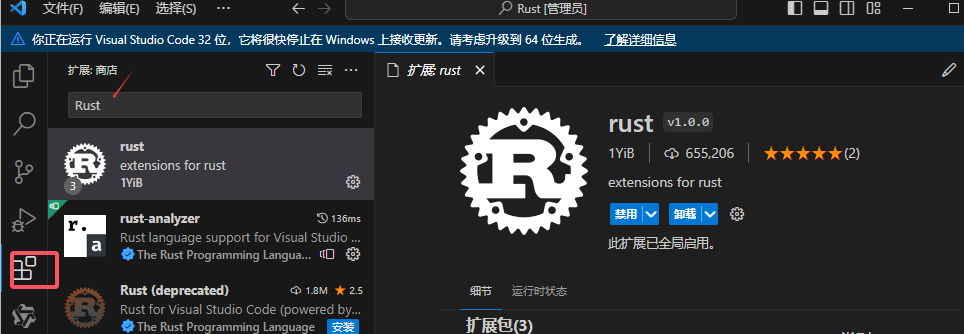 文件(F) 编辑(E) 选择(S) ... Rust [管理员]
你正在运行 Visual Studio Code 32 位，它将很快停止在 Windows 上接收更新。请考虑升级到 64 位生成。 了解详细信息
扩展: 商店
扩展: rust
Rust
rust
extensions for rust
1YiB
3
rust-analyzer 136ms
Rust language support for Visual Studio ...
The Rust Programming Langua...
Rust (deprecated) 1.8M 2.5
Rust for Visual Studio Code (powered by...
The Rust Programming Language 安装
rust v1.0.0
1YiB 655,206 (2)
extensions for rust
禁用 卸载
此扩展已全局启用。
细节 运行时状态
扩展包(3)